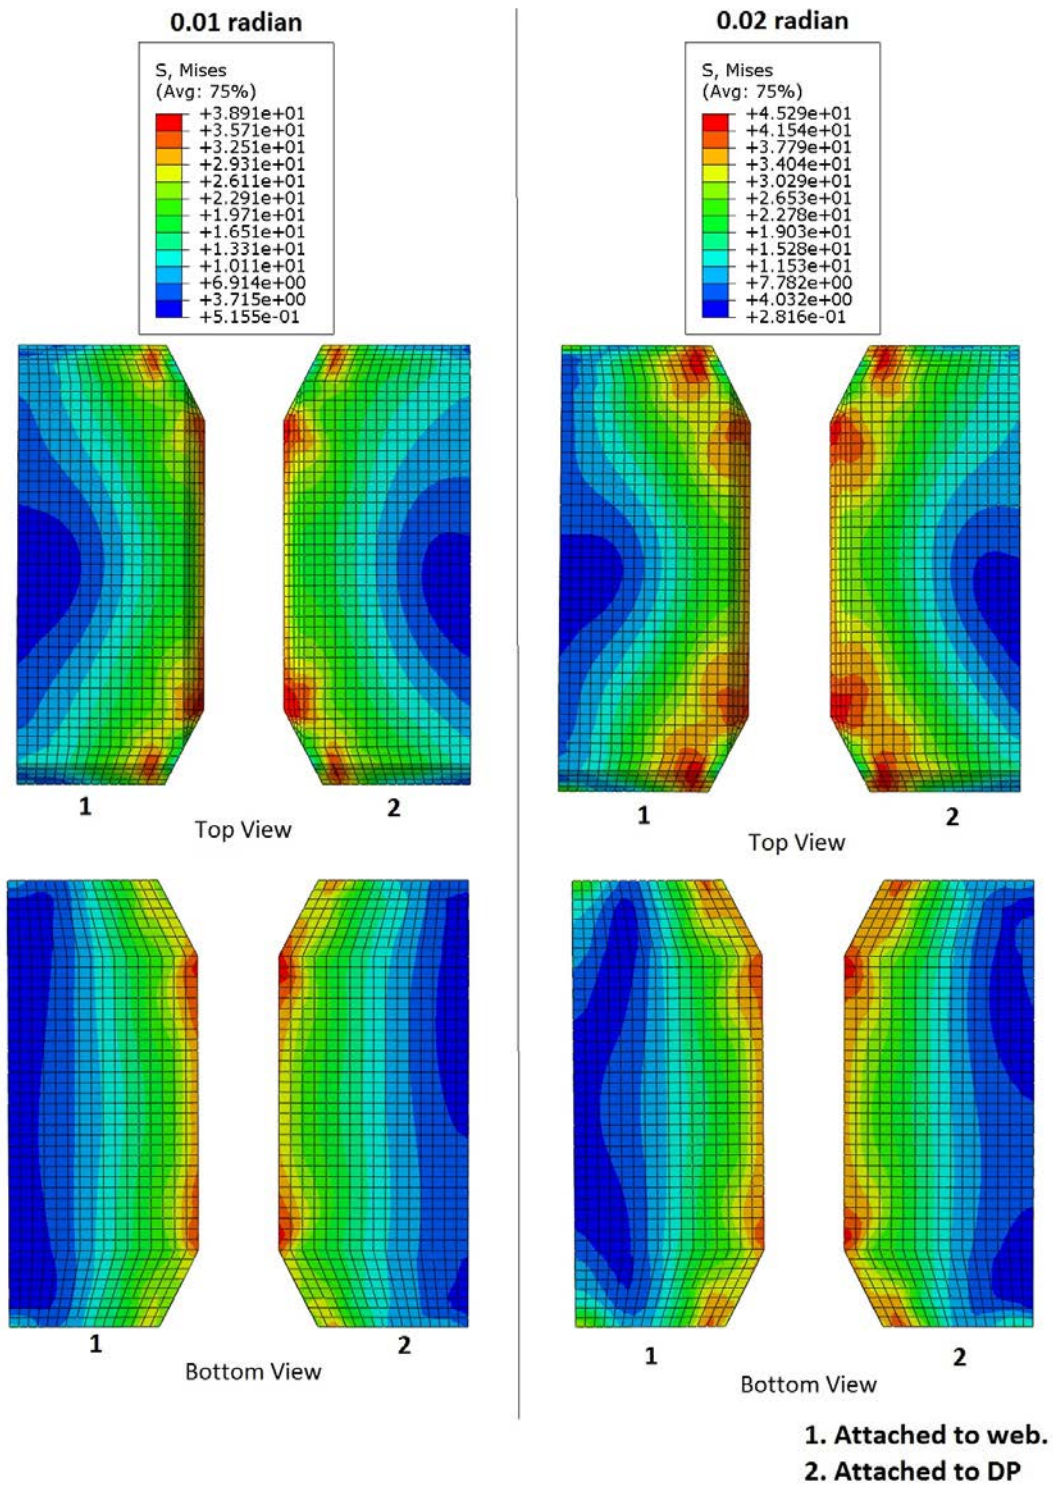 0.01 radian
S, Mises
(Avg: 75%)
+3.891e+01
+3.571e+01
+3.251e+01
+2.931e+01
+2.611e+01
+2.291e+01
+1.971e+01
+1.651e+01
+1.331e+01
+1.011e+01
+6.914e+00
+3.715e+00
+5.155e-01
1
2
Top View
1
2
Bottom View
0.02 radian
S, Mises
(Avg: 75%)
+4.529e+01
+4.154e+01
+3.779e+01
+3.404e+01
+3.029e+01
+2.653e+01
+2.278e+01
+1.903e+01
+1.528e+01
+1.153e+01
+7.782e+00
+4.032e+00
+2.816e-01
1
2
Top View
1
2
Bottom View
1. Attached to web.
2. Attached to DP